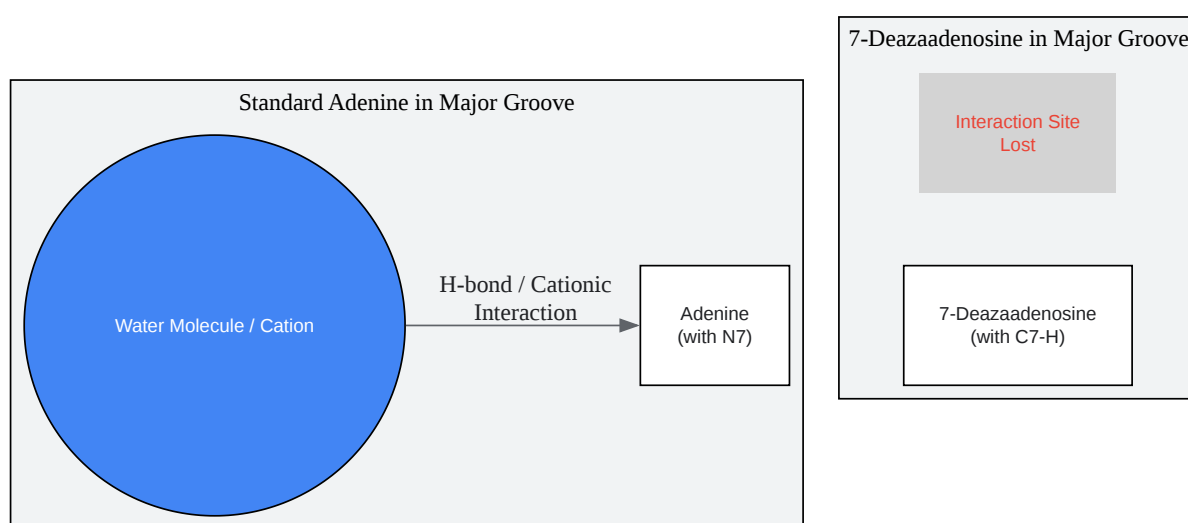 Standard Adenine in Major Groove
Water Molecule / Cation
H-bond / Cationic
Interaction
Adenine
(with N7)
7-Deazaadenosine in Major Groove
Interaction Site
Lost
7-Deazaadenosine
(with C7-H)